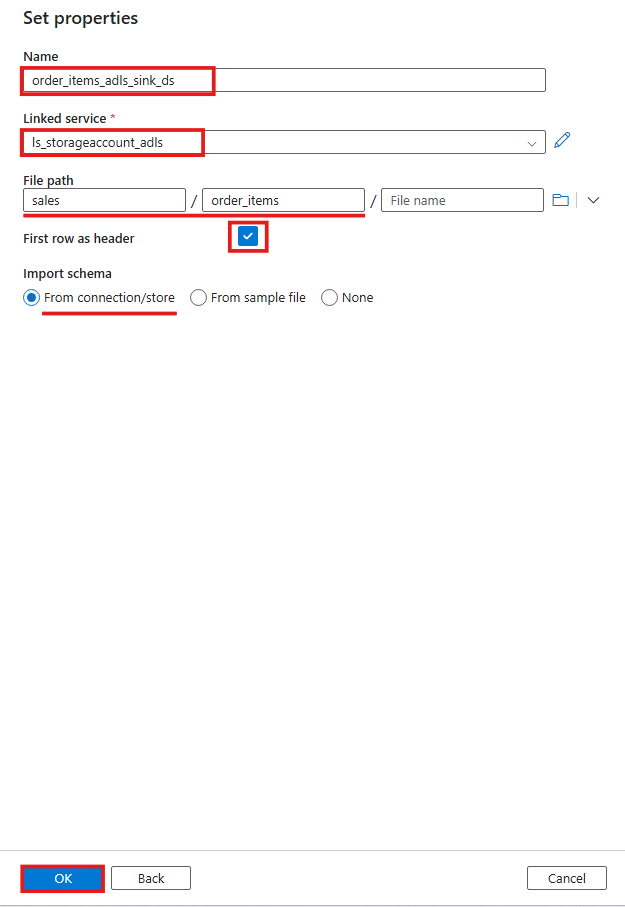 Set properties
Name
order_items_adls_sink_ds
Linked service *
ls_storageaccount_adls
File path
sales / order_items / File name
First row as header
Import schema
From connection/store From sample file None
OK Back Cancel